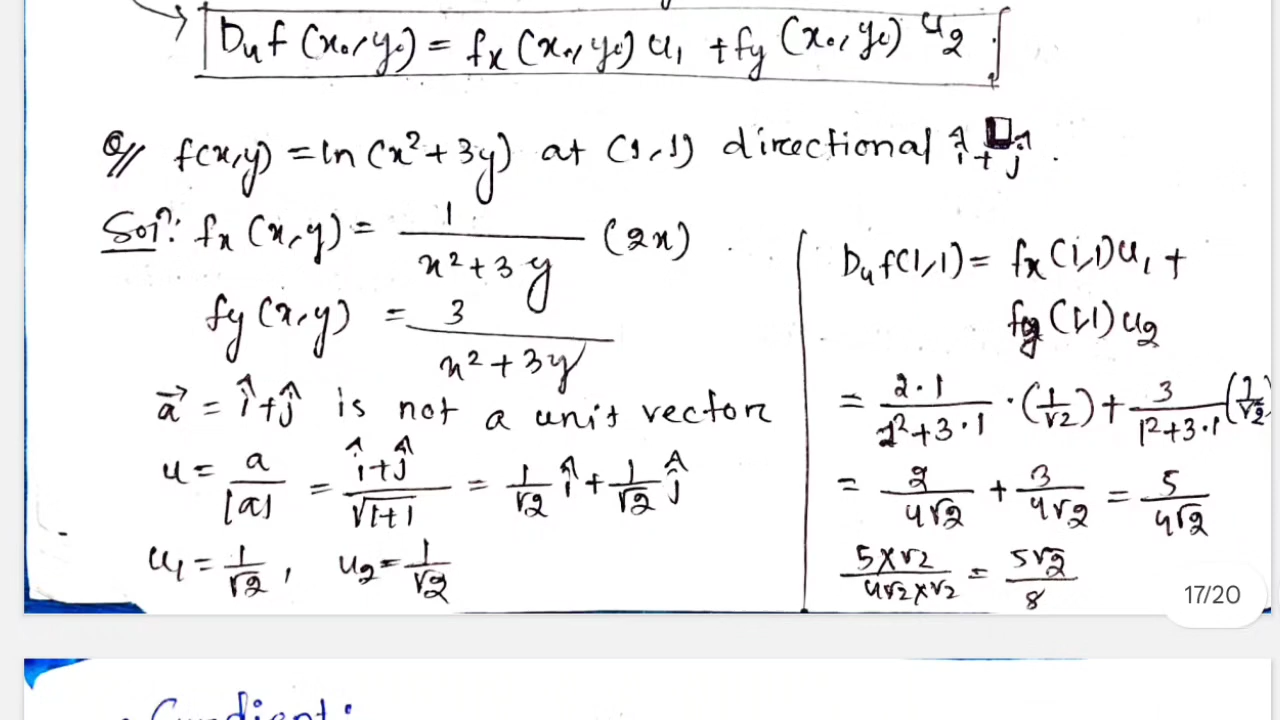 Duf (x₀, y₀) = fx (x₀, y₀) u₁ + fy (x₀, y₀) u₂
Q// f(x,y) = ln (x² + 3y) at (1,1) directional î + ĵ .
Solⁿ: fx (x,y) = 1/(x² + 3y) (2x)
fy (x,y) = 3/(x² + 3y)
a⃗ = î + ĵ is not a unit vector
u = a/|a| = (î + ĵ)/√(1+1) = 1/√2 î + 1/√2 ĵ
u₁ = 1/√2 , u₂ = 1/√2
Duf(1,1) = fx (1,1) u₁ +
fy (1,1) u₂
= 2·1/(1² + 3·1) · (1/√2) + 3/(1² + 3·1) (1/√2)
= 2/(4√2) + 3/(4√2) = 5/(4√2)
(5×√2)/(4√2×√2) = 5√2/8
17/20
Gradient: